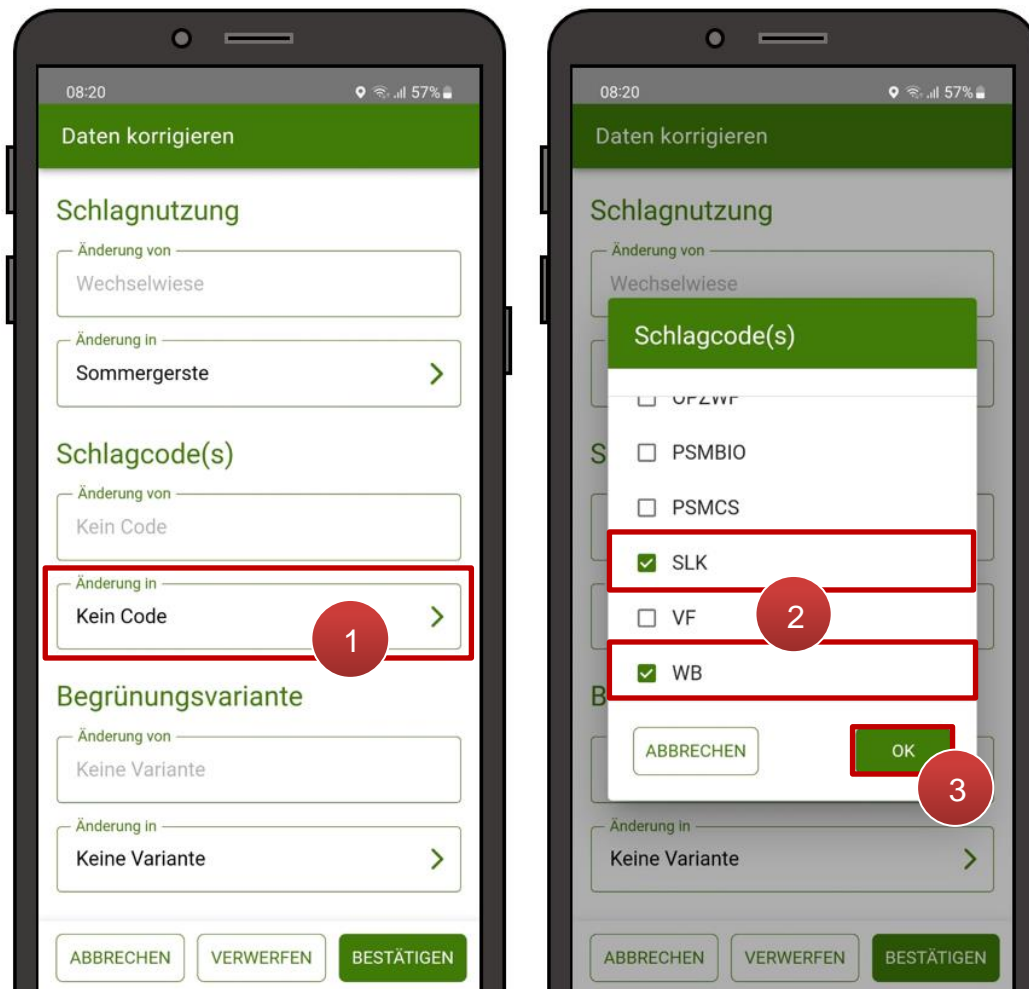 08:20
57%
Daten korrigieren
Schlagnutzung
Änderung von
Wechselwiese
Änderung in
Sommergerste
Schlagcode(s)
Änderung von
Kein Code
Änderung in
Kein Code
1
Begrünungsvariante
Änderung von
Keine Variante
Änderung in
Keine Variante
ABBRECHEN
VERWERFEN
BESTÄTIGEN
08:20
57%
Daten korrigieren
Schlagnutzung
Änderung von
Wechselwiese
Schlagcode(s)
OPZWF
PSMBIO
PSMCS
SLK
2
VF
WB
S
B
ABBRECHEN
OK
3
Änderung in
Keine Variante
ABBRECHEN
VERWERFEN
BESTÄTIGEN